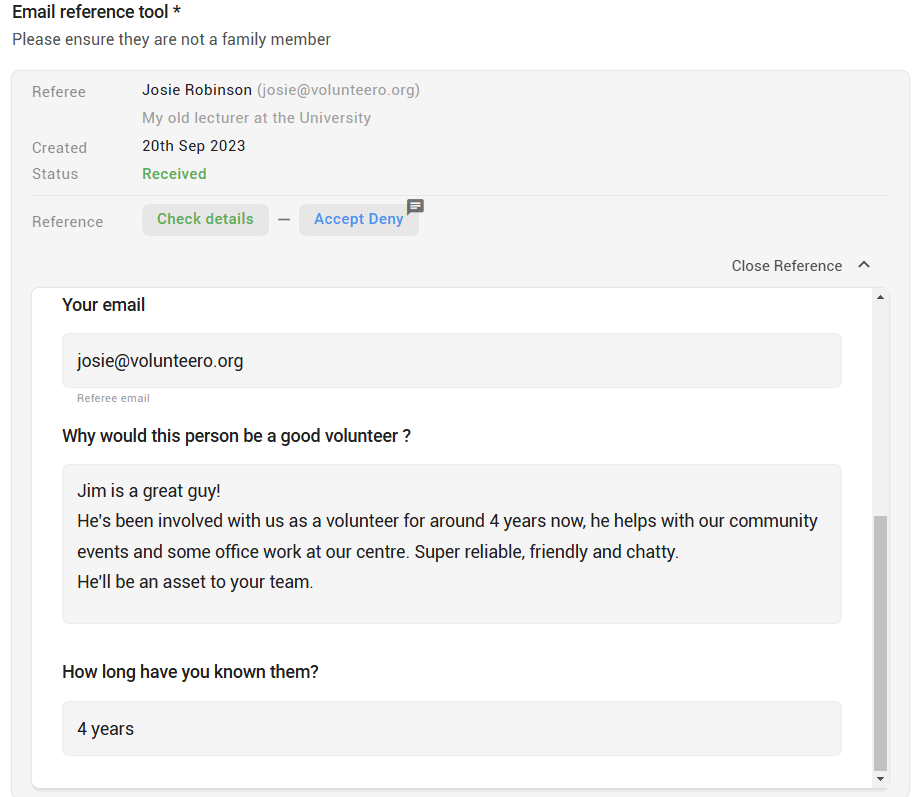 Email reference tool *
Please ensure they are not a family member
Referee Josie Robinson (josie@volunteero.org)
My old lecturer at the University
Created 20th Sep 2023
Status Received
Reference Check details – Accept Deny
Close Reference
Your email
josie@volunteero.org
Referee email
Why would this person be a good volunteer ?
Jim is a great guy!
He's been involved with us as a volunteer for around 4 years now, he helps with our community
events and some office work at our centre. Super reliable, friendly and chatty.
He'll be an asset to your team.
How long have you known them?
4 years